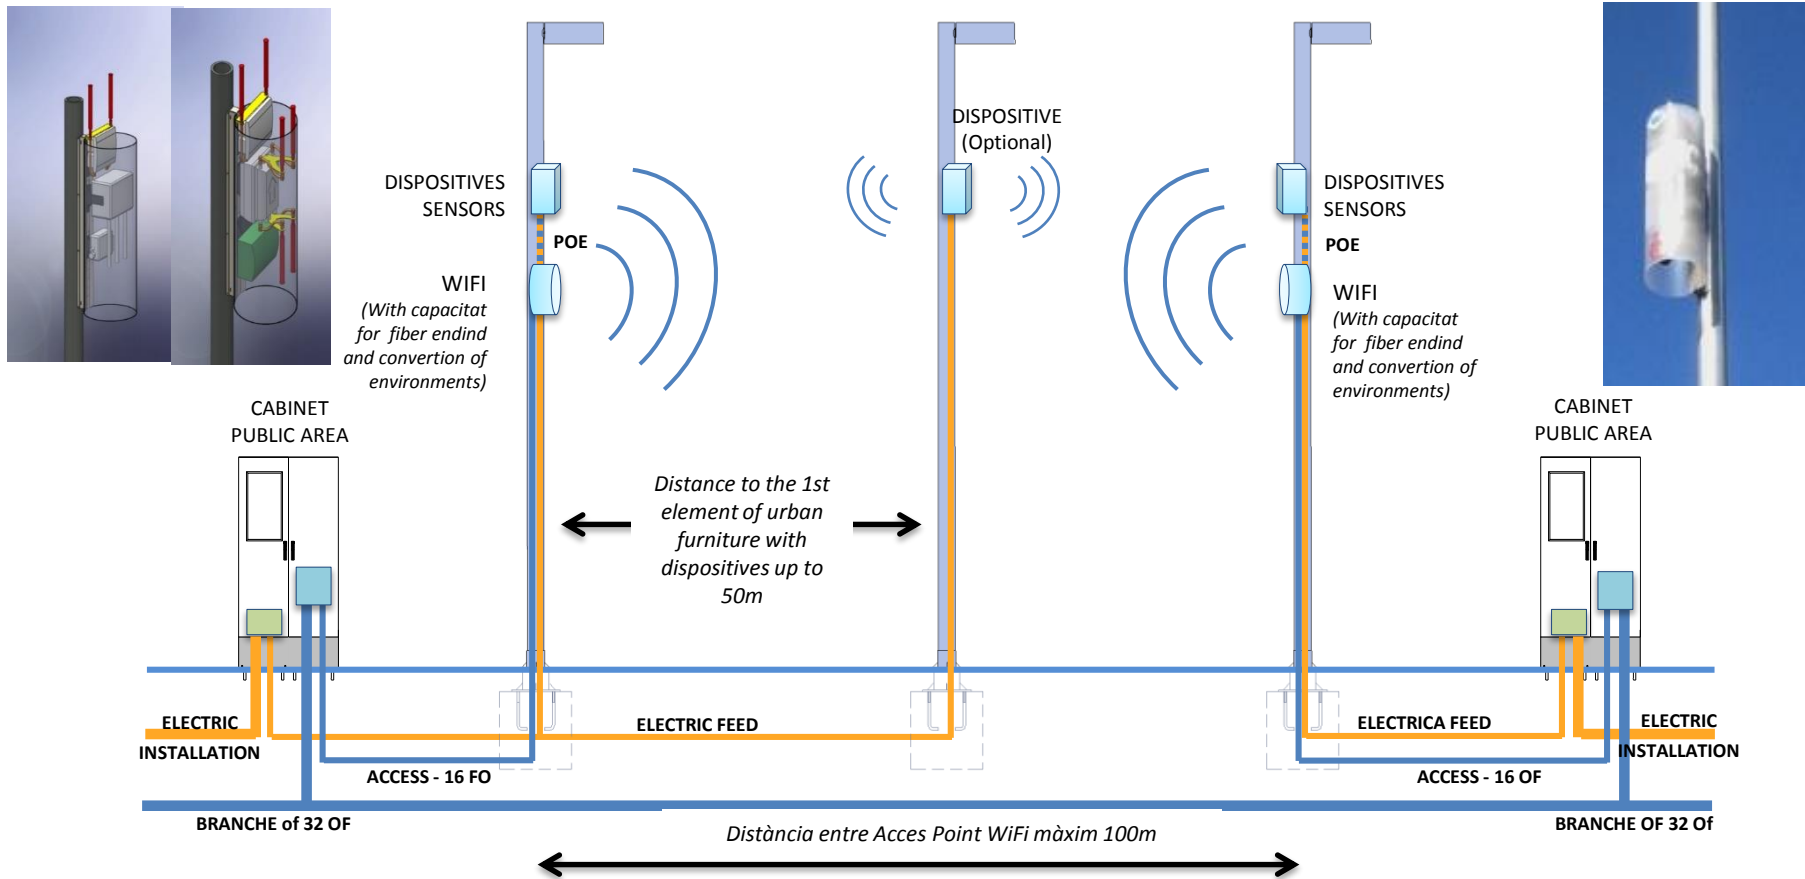 DISPOSITIVE
(Optional)
DISPOSITIVES
SENSORS
DISPOSITIVES
SENSORS
POE
POE
WIFI
(With capacitat
for fiber endind
and convertion of
environments)
WIFI
(With capacitat
for fiber endind
and convertion of
environments)
CABINET
PUBLIC AREA
CABINET
PUBLIC AREA
Distance to the 1st
element of urban
furniture with
dispositives up to
50m
ELECTRIC
INSTALLATION
ELECTRIC FEED
ELECTRICA FEED
ELECTRIC
INSTALLATION
ACCESS - 16 FO
ACCESS - 16 OF
BRANCHE of 32 OF
Distància entre Acces Point WiFi màxim 100m
BRANCHE OF 32 Of